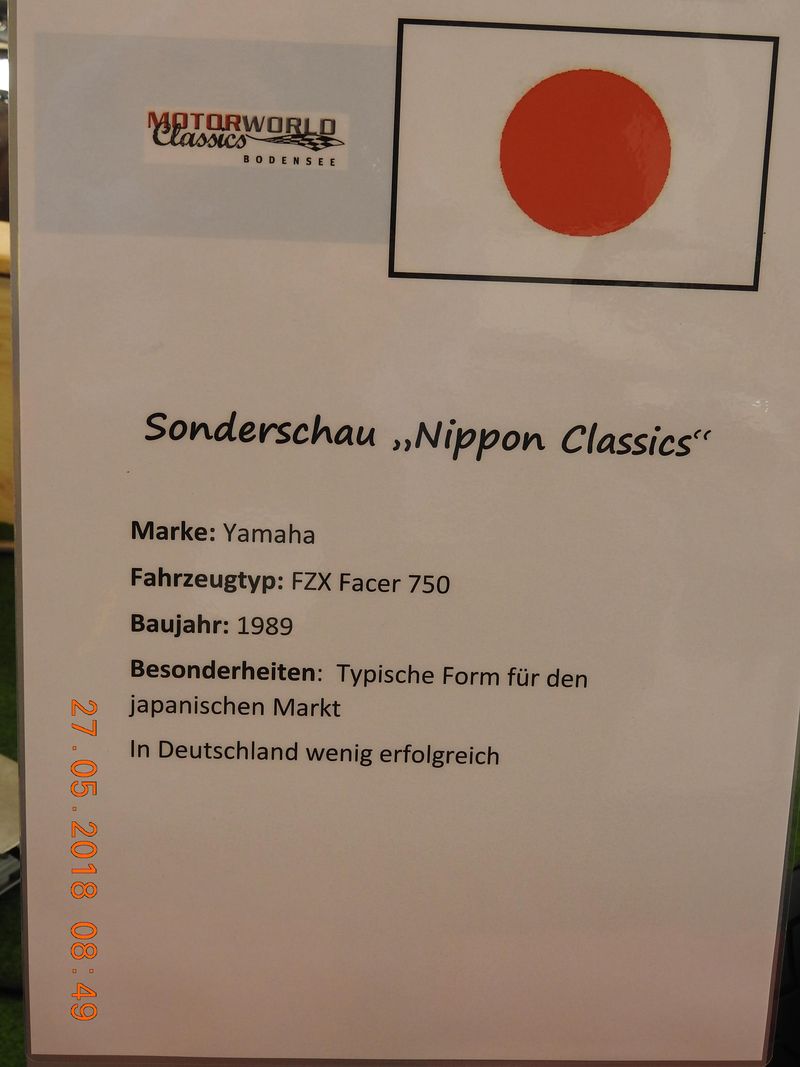 MOTORWORLD
Classics
BODENSEE
Sonderschau „Nippon Classics“
Marke: Yamaha
Fahrzeugtyp: FZX Facer 750
Baujahr: 1989
Besonderheiten: Typische Form für den
japanischen Markt
In Deutschland wenig erfolgreich
27.05.2018 08:49